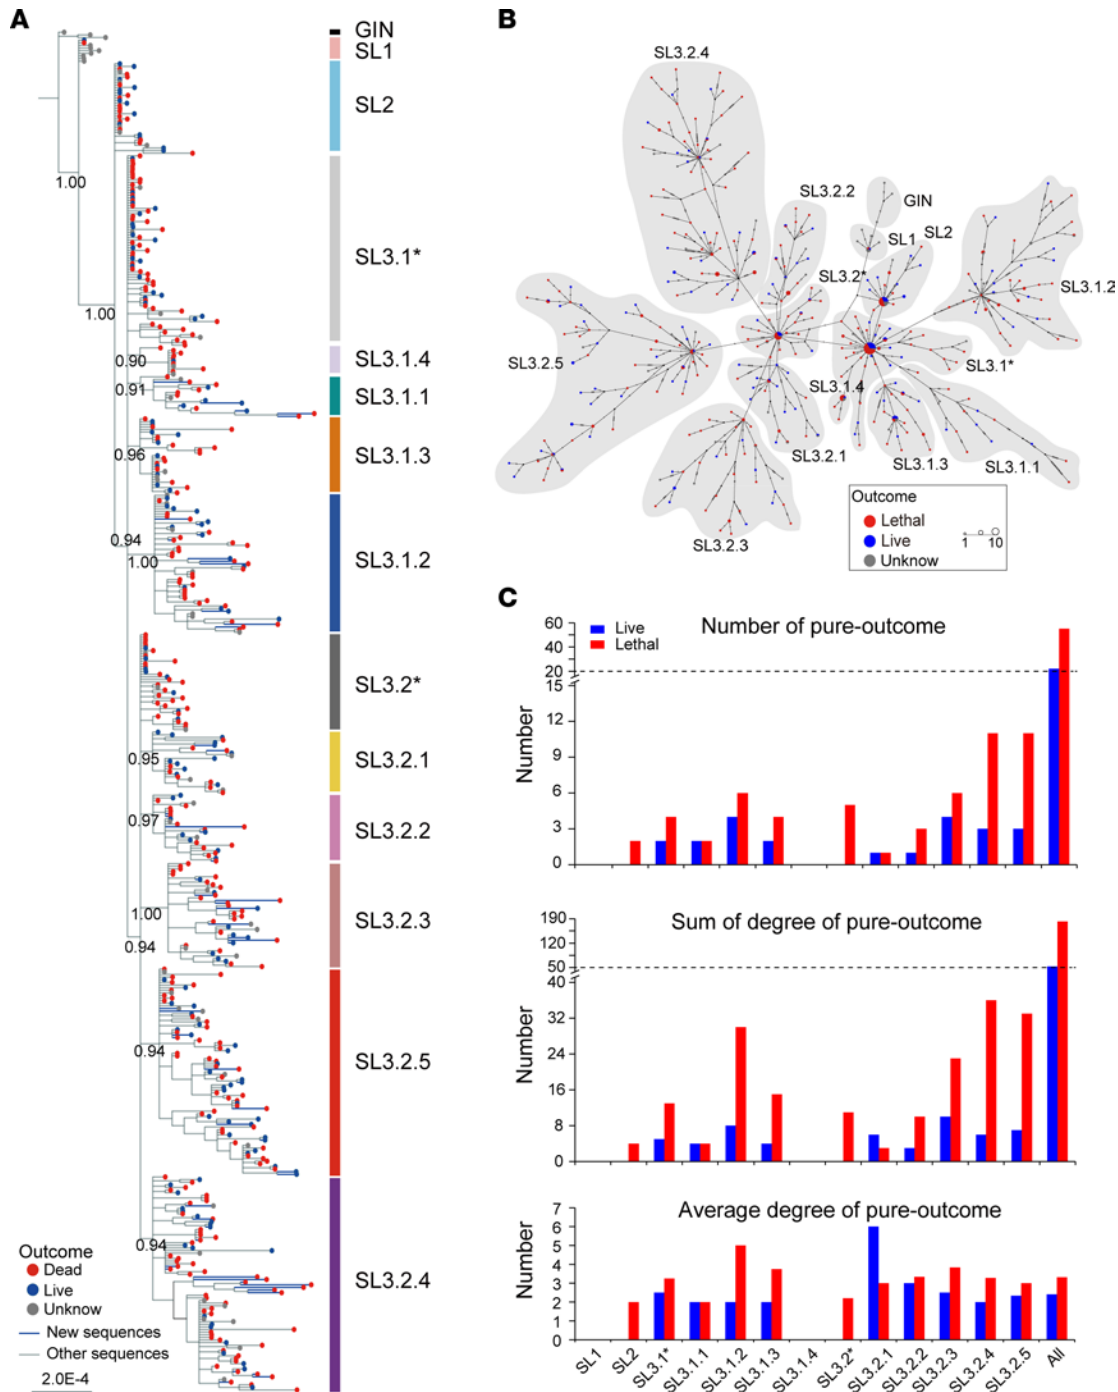 A
GIN
SL1
SL2
1.00
SL3.1*
1.00
0.90
SL3.1.4
0.91
SL3.1.1
0.96
SL3.1.3
0.94
1.00
SL3.1.2
SL3.2*
0.95
SL3.2.1
0.97
SL3.2.2
1.00
SL3.2.3
0.94
0.94
SL3.2.5
0.94
SL3.2.4
Outcome
Dead
Live
Unknow
New sequences
Other sequences
2.0E-4
B
SL3.2.4
SL3.2.2
GIN
SL1
SL2
SL3.2*
SL3.1.2
SL3.2.5
SL3.1*
SL3.1.4
SL3.2.1
SL3.1.3
SL3.1.1
SL3.2.3
Outcome
Lethal
Live
Unknow
1 10
C
Number of pure-outcome
Live
Lethal
Number
60
50
40
30
20
15
12
9
6
3
0
Sum of degree of pure-outcome
Number
190
120
50
40
32
24
16
8
0
Average degree of pure-outcome
Number
7
6
5
4
3
2
1
0
SL1 SL2 SL3.1* SL3.1.1 SL3.1.2 SL3.1.3 SL3.1.4 SL3.2* SL3.2.1 SL3.2.2 SL3.2.3 SL3.2.4 SL3.2.5 All